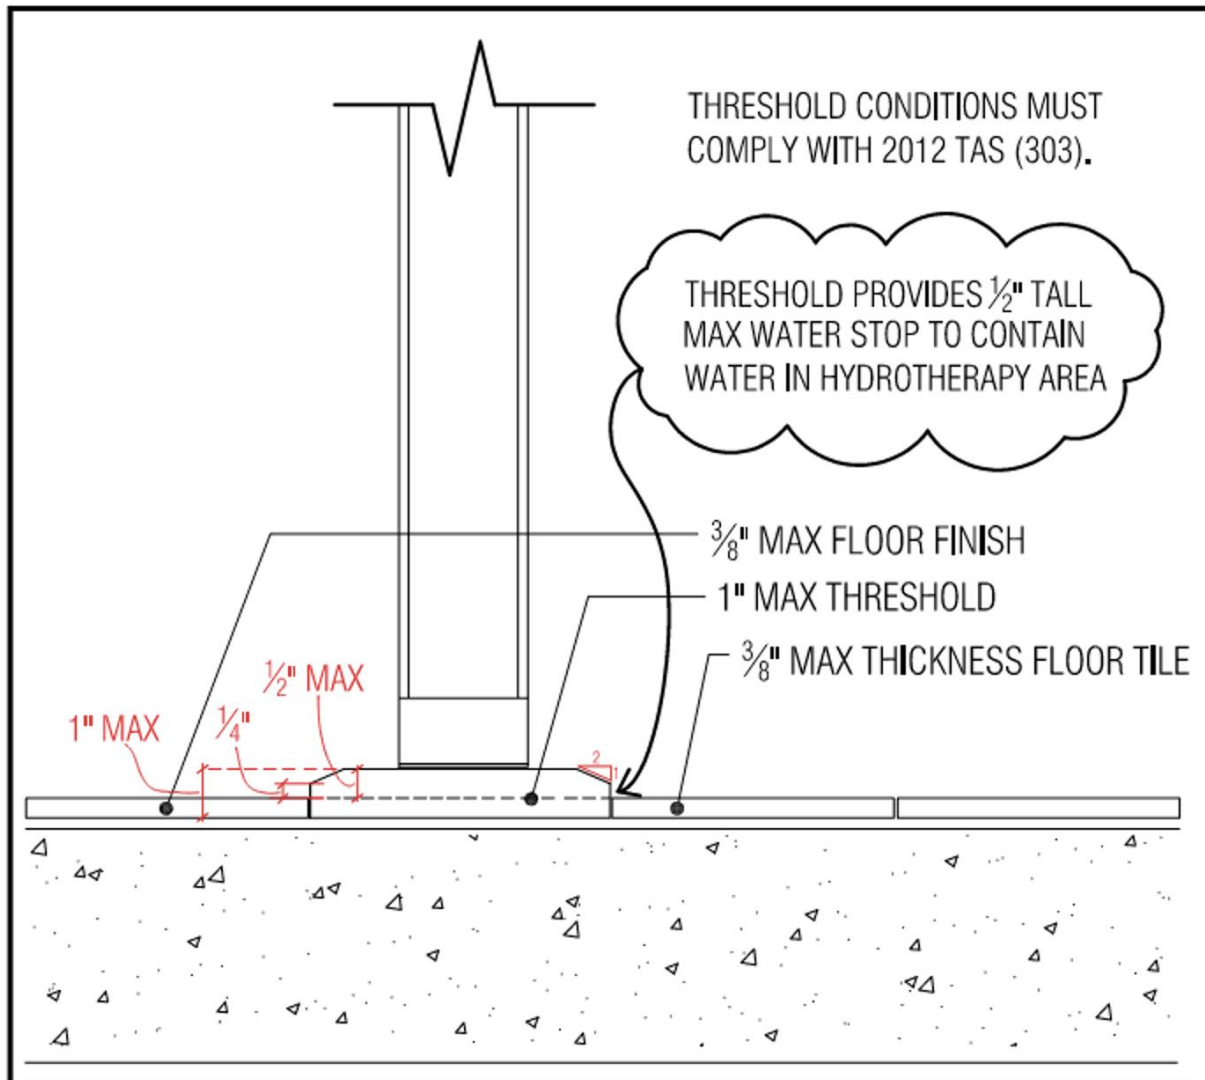 THRESHOLD CONDITIONS MUST
COMPLY WITH 2012 TAS (303).
THRESHOLD PROVIDES ½" TALL
MAX WATER STOP TO CONTAIN
WATER IN HYDROTHERAPY AREA
⅜" MAX FLOOR FINISH
1" MAX THRESHOLD
⅜" MAX THICKNESS FLOOR TILE
½" MAX
¼"
1" MAX
2
1